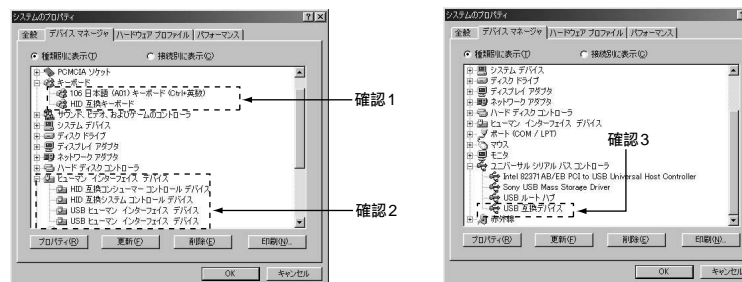 システムのプロパティ
全般 デバイス マネージャ ハードウェア プロファイル パフォーマンス
種類別に表示(T) 接続別に表示(C)
PCMCIA ソケット
キーボード
106 日本語 (A01) キーボード (Ctrl+英数)
HID 互換キーボード
サウンド、ビデオ、およびゲームのコントローラ
システム デバイス
ディスク ドライブ
ディスプレイ アダプタ
ネットワーク アダプタ
ハード ディスク コントローラ
ヒューマン インターフェイス デバイス
HID 互換コンシューマー コントロール デバイス
HID 互換システム コントロール デバイス
USB ヒューマン インターフェイス デバイス
USB ヒューマン インターフェイス デバイス
プロパティ(R) 更新(F) 削除(E) 印刷(N)...
OK キャンセル
確認1
確認2
システムのプロパティ
全般 デバイス マネージャ ハードウェア プロファイル パフォーマンス
種類別に表示(T) 接続別に表示(C)
システム デバイス
ディスク ドライブ
ディスプレイ アダプタ
ネットワーク アダプタ
ハード ディスク コントローラ
ヒューマン インターフェイス デバイス
ポート (COM / LPT)
マウス
モニタ
ユニバーサル シリアル バス コントローラ
Intel 82371AB/EB PCI to USB Universal Host Controller
Sony USB Mass Storage Driver
USB ルート ハブ
USB 互換デバイス
赤外線
プロパティ(R) 更新(F) 削除(E) 印刷(N)...
OK キャンセル
確認3